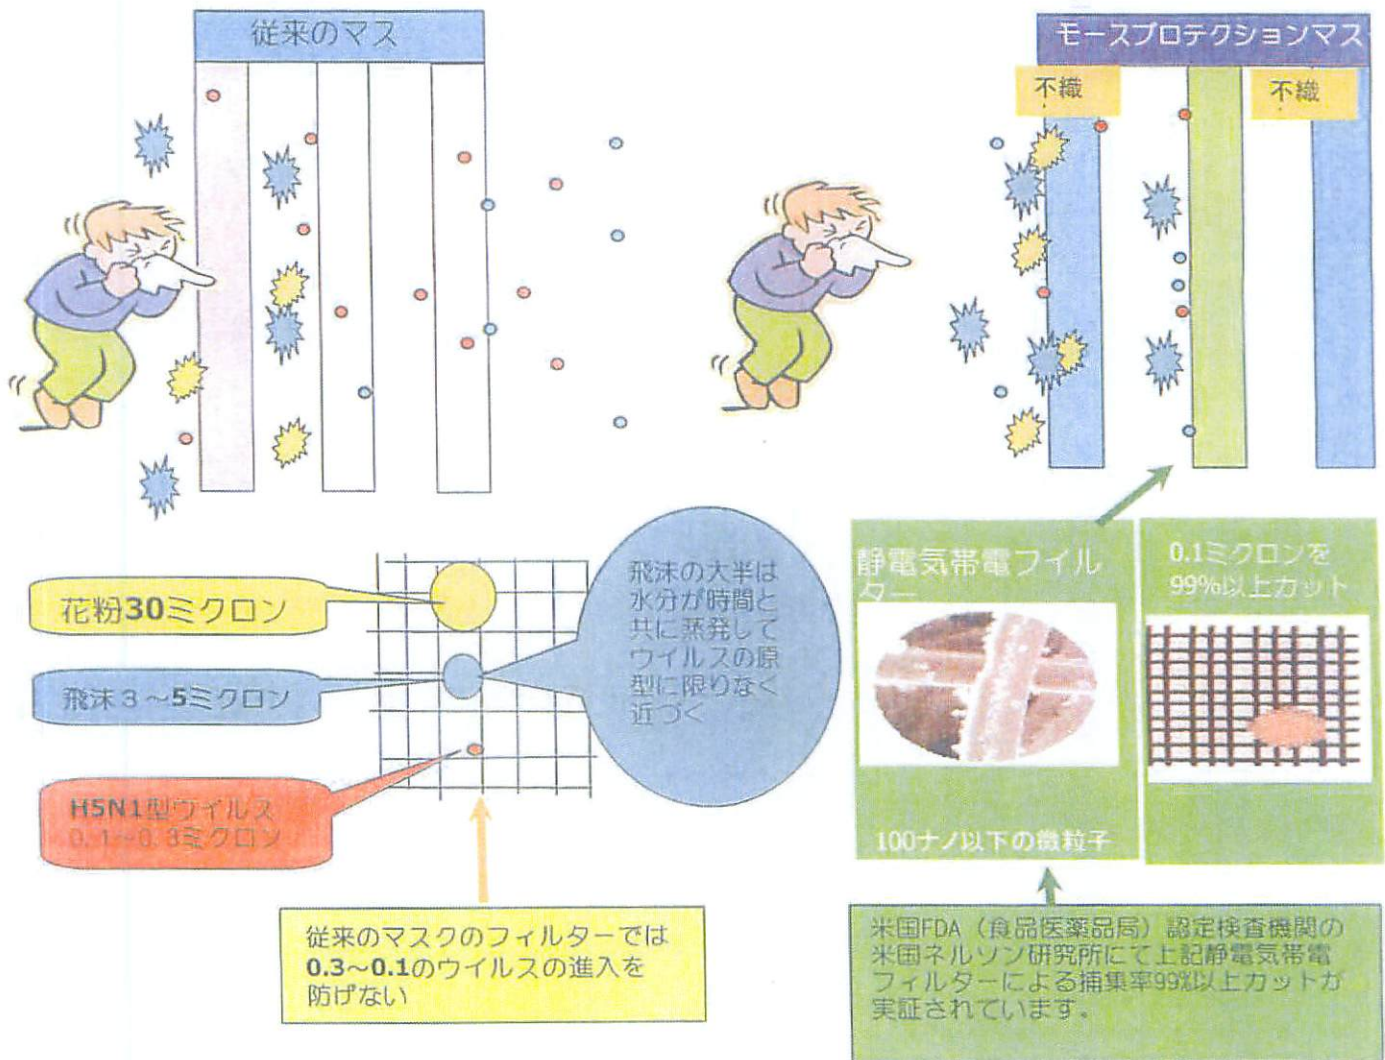 従来のマス
モースプロテクションマス
不織
不織
花粉30ミクロン
飛沫3～5ミクロン
H5N1型ウイルス
0.1～0.3ミクロン
飛沫の大半は
水分が時間と
共に蒸発して
ウイルスの原
型に限りなく
近づく
従来のマスクのフィルターでは
0.3～0.1のウイルスの進入を
防げない
静電気帯電フイル
ター
100ナノ以下の微粒子
0.1ミクロンを
99%以上カット
米国FDA（食品医薬品局）認定検査機関の
米国ネルソン研究所にて上記静電気帯電
フィルターによる捕集率99%以上カットが
実証されています。